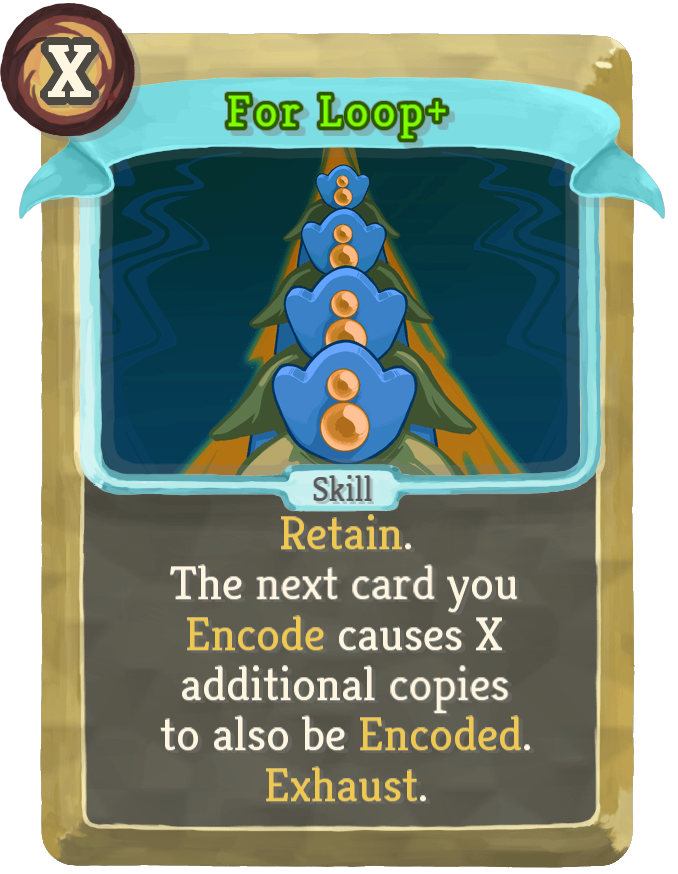 X
For Loop+
Skill
Retain.
The next card you
Encode causes X
additional copies
to also be Encoded.
Exhaust.